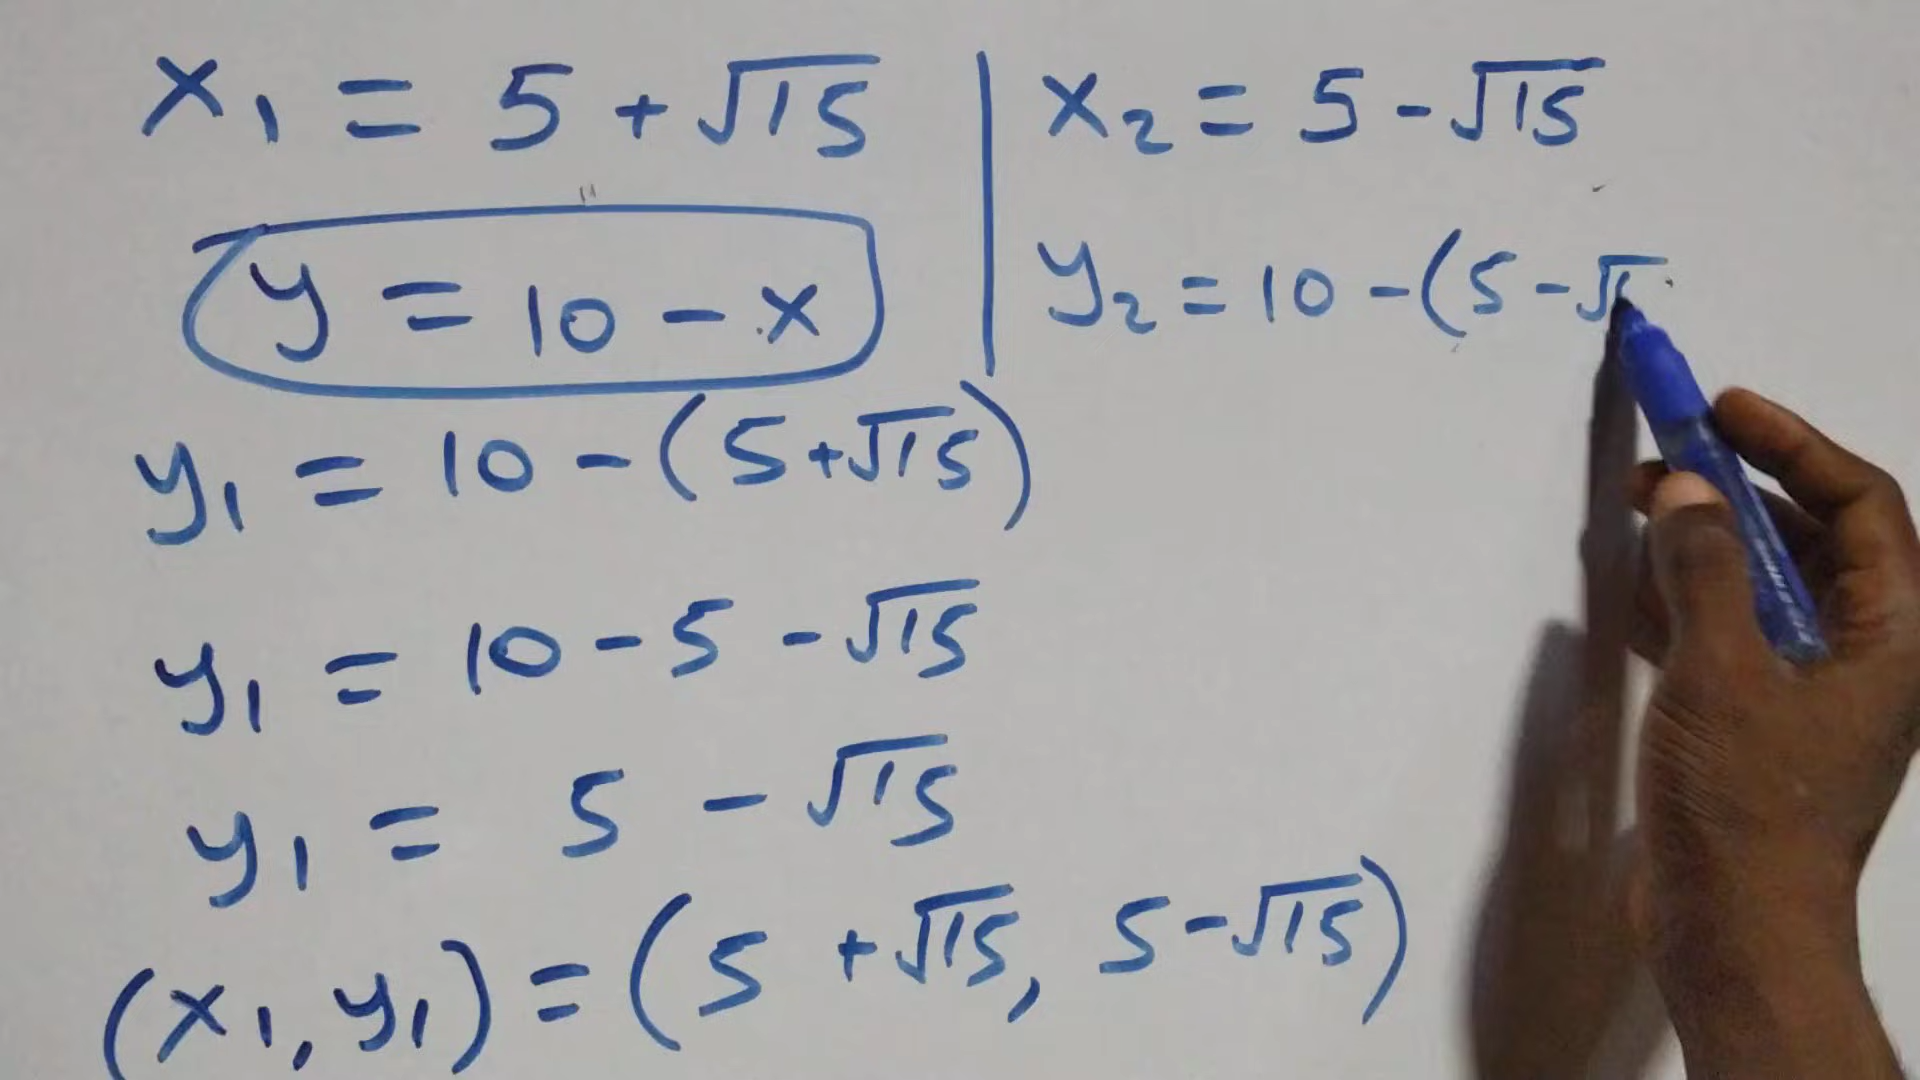 x₁ = 5 + √15
y = 10 - x
y₁ = 10 - (5 + √15)
y₁ = 10 - 5 - √15
y₁ = 5 - √15
(x₁, y₁) = (5 + √15, 5 - √15)
x₂ = 5 - √15
y₂ = 10 - (5 - √1